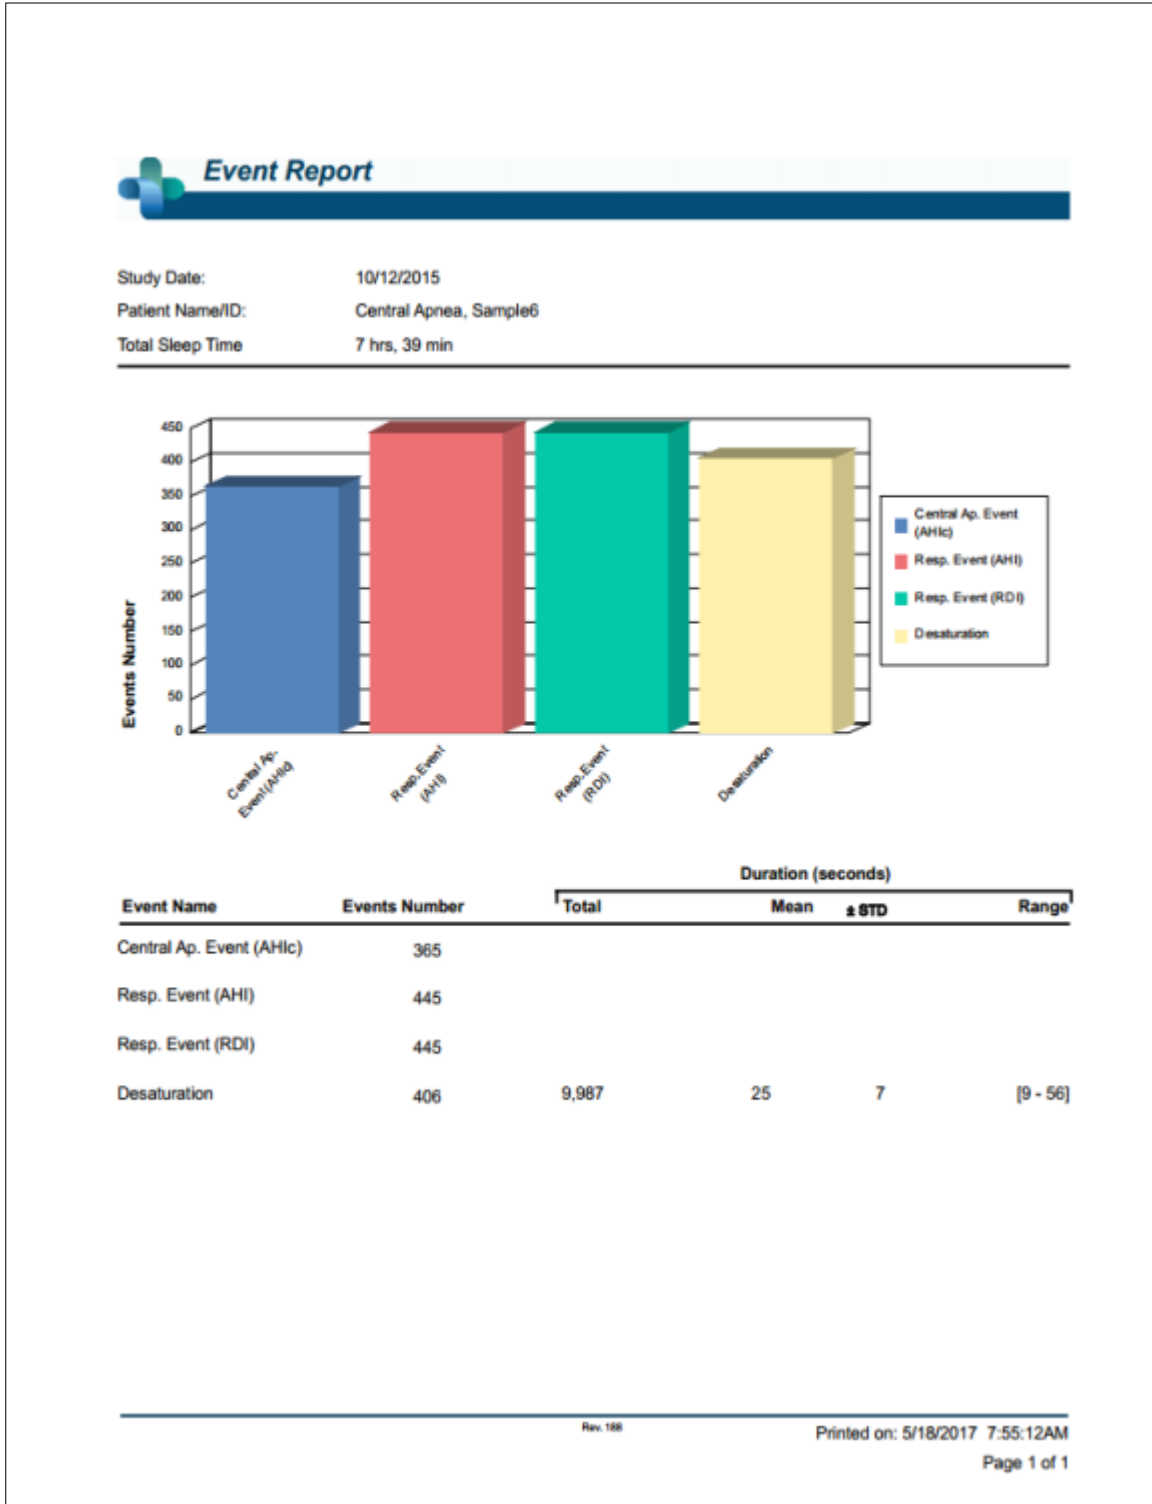 Event Report
Study Date: 10/12/2015
Patient Name/ID: Central Apnea, Sample6
Total Sleep Time 7 hrs, 39 min
450
400
350
300
250
200
150
100
50
0
Events Number
Central Ap.
Event (AHIc)
Resp. Event
(AHI)
Resp. Event
(RDI)
Desaturation
Central Ap. Event
(AHIc)
Resp. Event (AHI)
Resp. Event (RDI)
Desaturation
Duration (seconds)
Event Name Events Number Total Mean ± STD Range
Central Ap. Event (AHIc) 365
Resp. Event (AHI) 445
Resp. Event (RDI) 445
Desaturation 406 9,987 25 7 [9 - 56]
Rev. 188
Printed on: 5/18/2017 7:55:12AM
Page 1 of 1